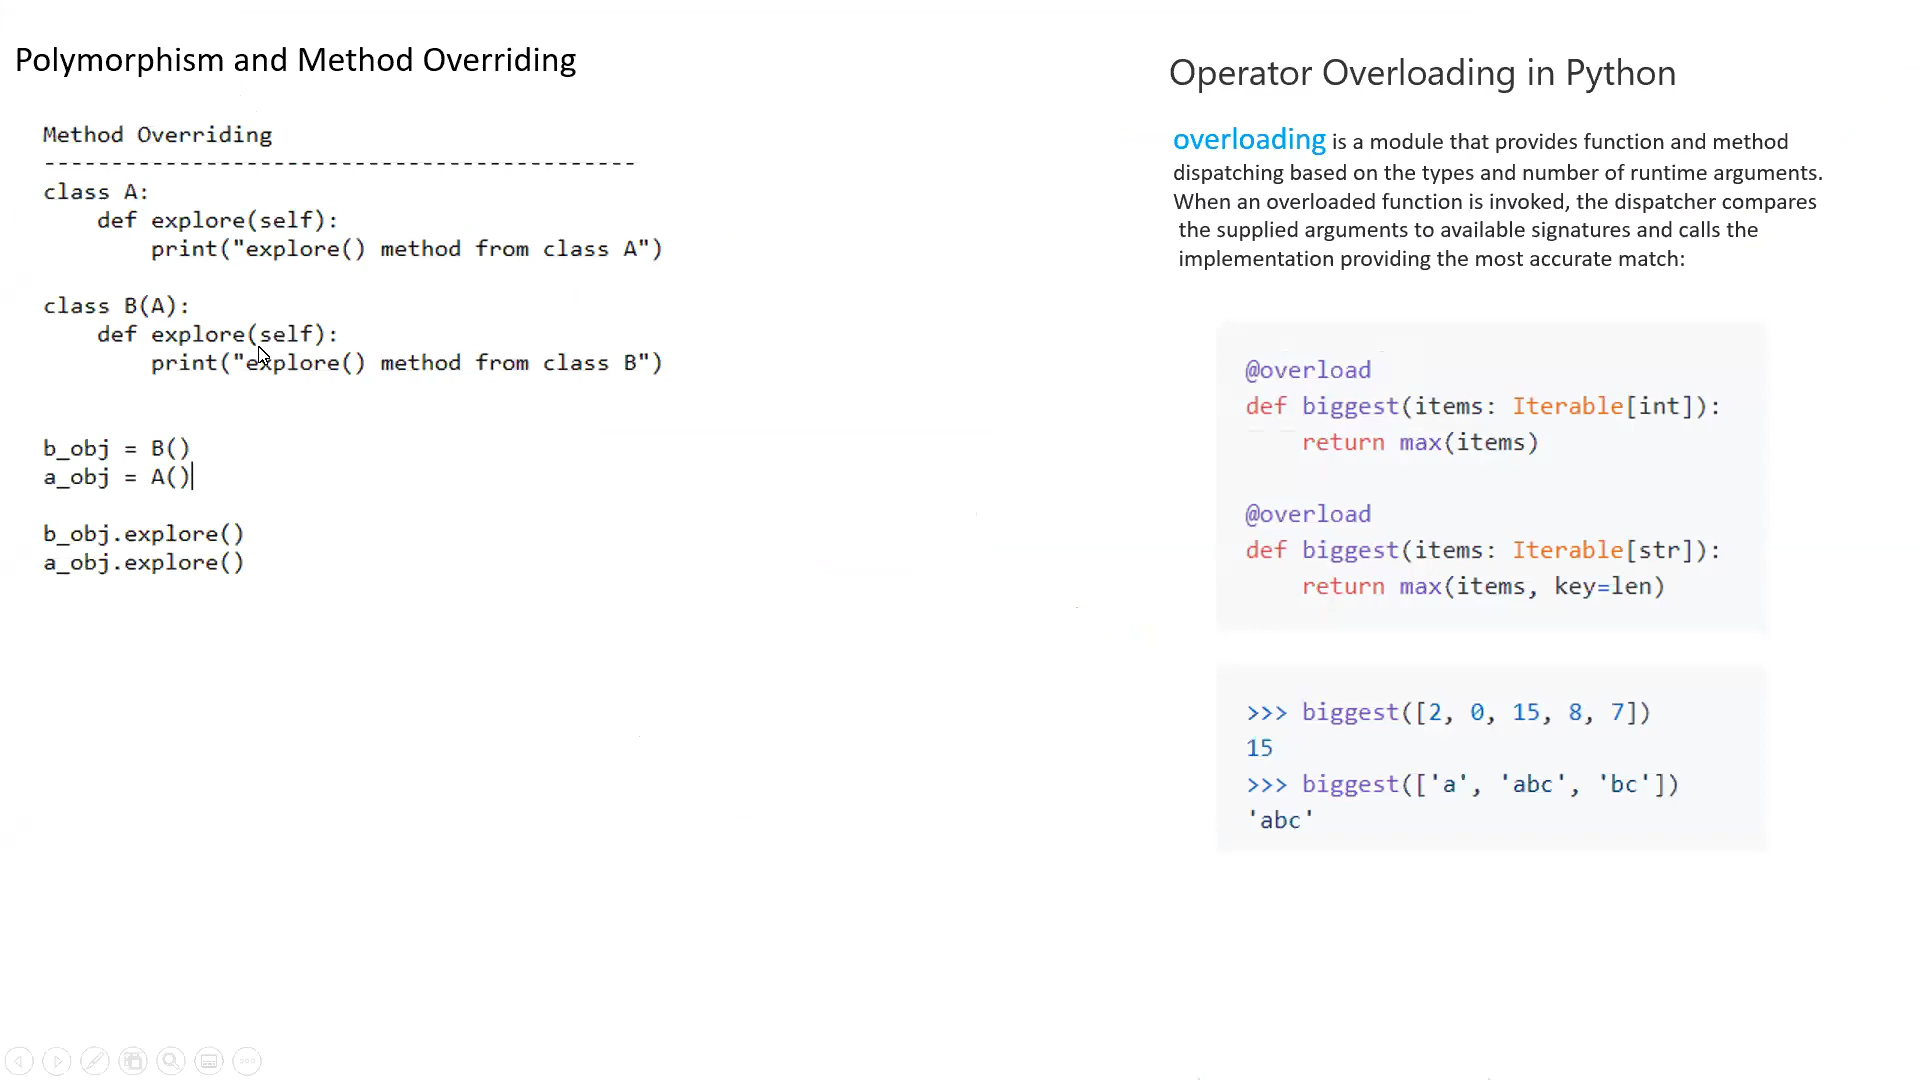 Polymorphism and Method Overriding
Method Overriding
--------------------------------------------
class A:
    def explore(self):
        print("explore() method from class A")
class B(A):
    def explore(self):
        print("explore() method from class B")
b_obj = B()
a_obj = A()
b_obj.explore()
a_obj.explore()
Operator Overloading in Python
overloading is a module that provides function and method
dispatching based on the types and number of runtime arguments.
When an overloaded function is invoked, the dispatcher compares
the supplied arguments to available signatures and calls the
implementation providing the most accurate match:
@overload
def biggest(items: Iterable[int]):
    return max(items)
@overload
def biggest(items: Iterable[str]):
    return max(items, key=len)
>>> biggest([2, 0, 15, 8, 7])
15
>>> biggest(['a', 'abc', 'bc'])
'abc'